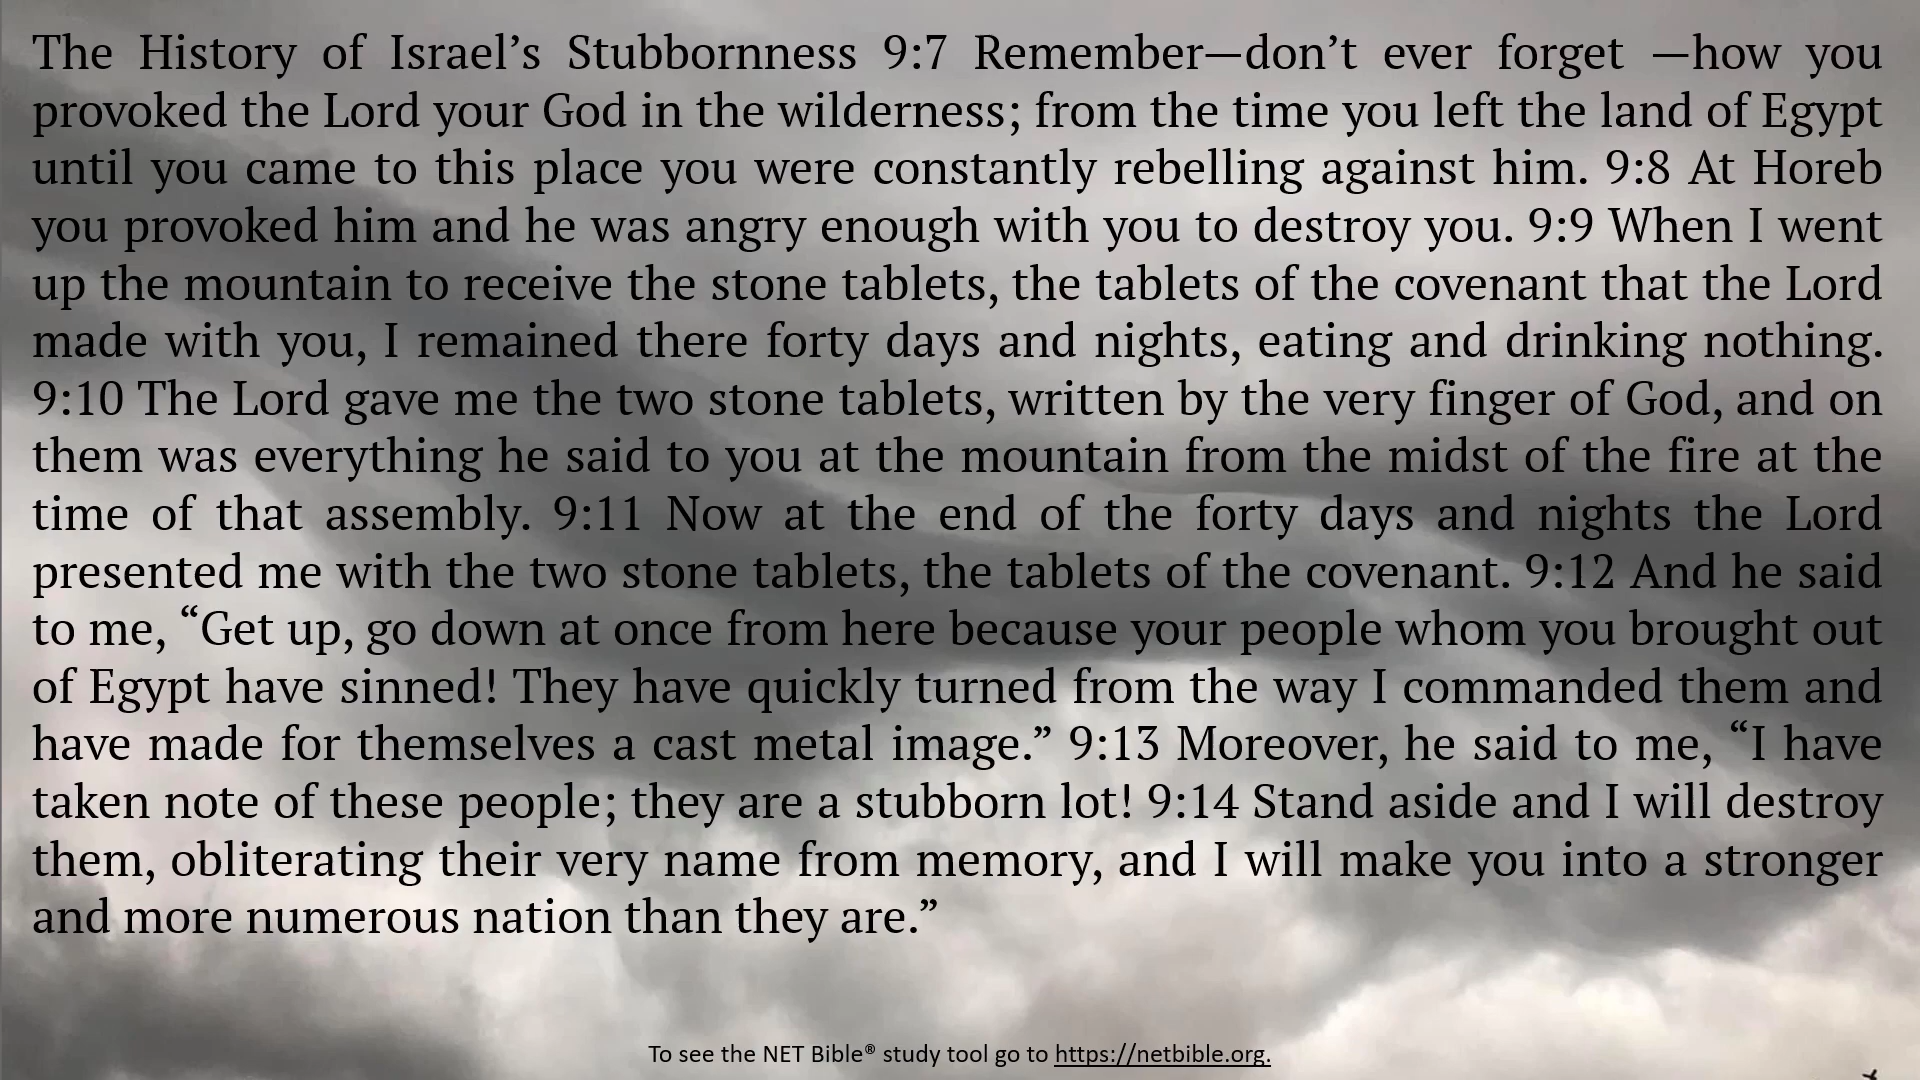 The History of Israel’s Stubbornness 9:7 Remember—don’t ever forget —how you
provoked the Lord your God in the wilderness; from the time you left the land of Egypt
until you came to this place you were constantly rebelling against him. 9:8 At Horeb
you provoked him and he was angry enough with you to destroy you. 9:9 When I went
up the mountain to receive the stone tablets, the tablets of the covenant that the Lord
made with you, I remained there forty days and nights, eating and drinking nothing.
9:10 The Lord gave me the two stone tablets, written by the very finger of God, and on
them was everything he said to you at the mountain from the midst of the fire at the
time of that assembly. 9:11 Now at the end of the forty days and nights the Lord
presented me with the two stone tablets, the tablets of the covenant. 9:12 And he said
to me, “Get up, go down at once from here because your people whom you brought out
of Egypt have sinned! They have quickly turned from the way I commanded them and
have made for themselves a cast metal image.” 9:13 Moreover, he said to me, “I have
taken note of these people; they are a stubborn lot! 9:14 Stand aside and I will destroy
them, obliterating their very name from memory, and I will make you into a stronger
and more numerous nation than they are.”
To see the NET Bible® study tool go to https://netbible.org.